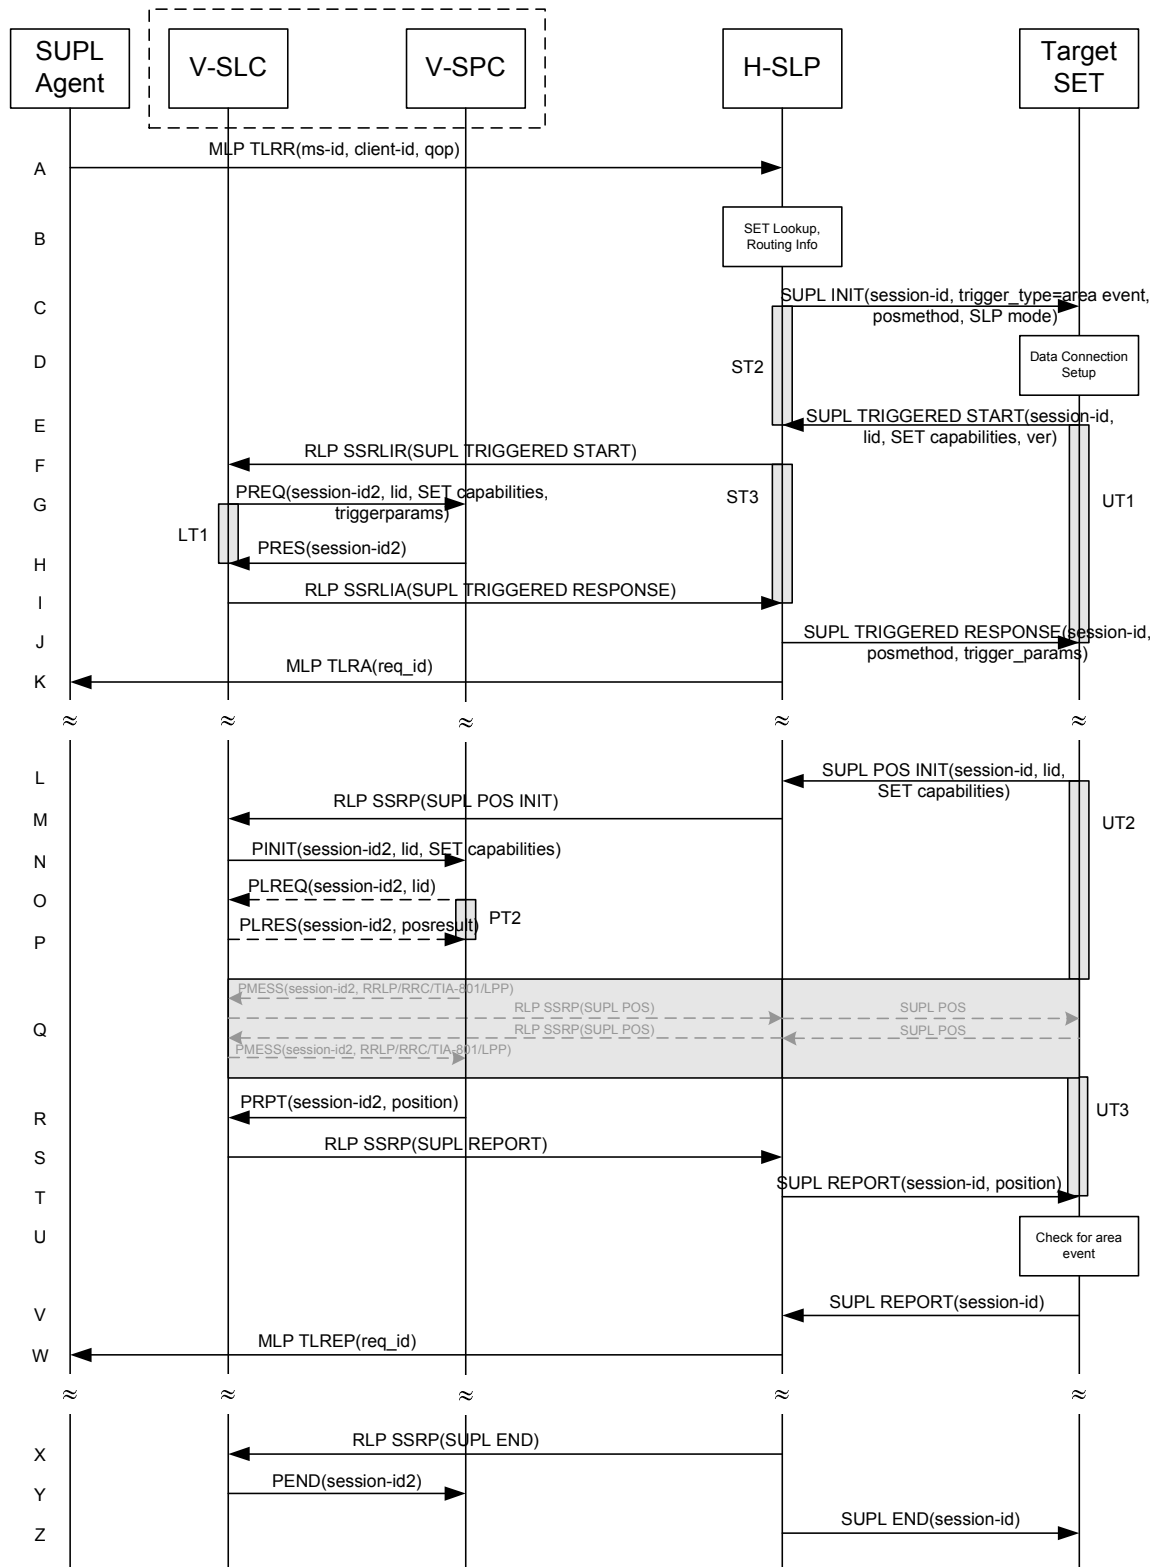 SUPL
Agent
V-SLC
V-SPC
H-SLP
Target
SET
A
MLP TLRR(ms-id, client-id, qop)
B
SET Lookup,
Routing Info
C
SUPL INIT(session-id, trigger_type=area event,
posmethod, SLP mode)
D
ST2
Data Connection
Setup
E
SUPL TRIGGERED START(session-id,
lid, SET capabilities, ver)
F
RLP SSRLIR(SUPL TRIGGERED START)
G
PREQ(session-id2, lid, SET capabilities,
triggerparams)
ST3
UT1
LT1
H
PRES(session-id2)
I
RLP SSRLIA(SUPL TRIGGERED RESPONSE)
J
SUPL TRIGGERED RESPONSE(session-id,
posmethod, trigger_params)
K
MLP TLRA(req_id)
≈ ≈ ≈ ≈ ≈
L
SUPL POS INIT(session-id, lid,
SET capabilities)
M
RLP SSRP(SUPL POS INIT)
UT2
N
PINIT(session-id2, lid, SET capabilities)
O
PLREQ(session-id2, lid)
PT2
P
PLRES(session-id2, posresult)
PMESS(session-id2, RRLP/RRC/TIA-801/LPP)
RLP SSRP(SUPL POS)
SUPL POS
Q
RLP SSRP(SUPL POS)
SUPL POS
PMESS(session-id2, RRLP/RRC/TIA-801/LPP)
R
PRPT(session-id2, position)
UT3
S
RLP SSRP(SUPL REPORT)
T
SUPL REPORT(session-id, position)
U
Check for area
event
V
SUPL REPORT(session-id)
W
MLP TLREP(req_id)
≈ ≈ ≈ ≈ ≈
X
RLP SSRP(SUPL END)
Y
PEND(session-id2)
Z
SUPL END(session-id)